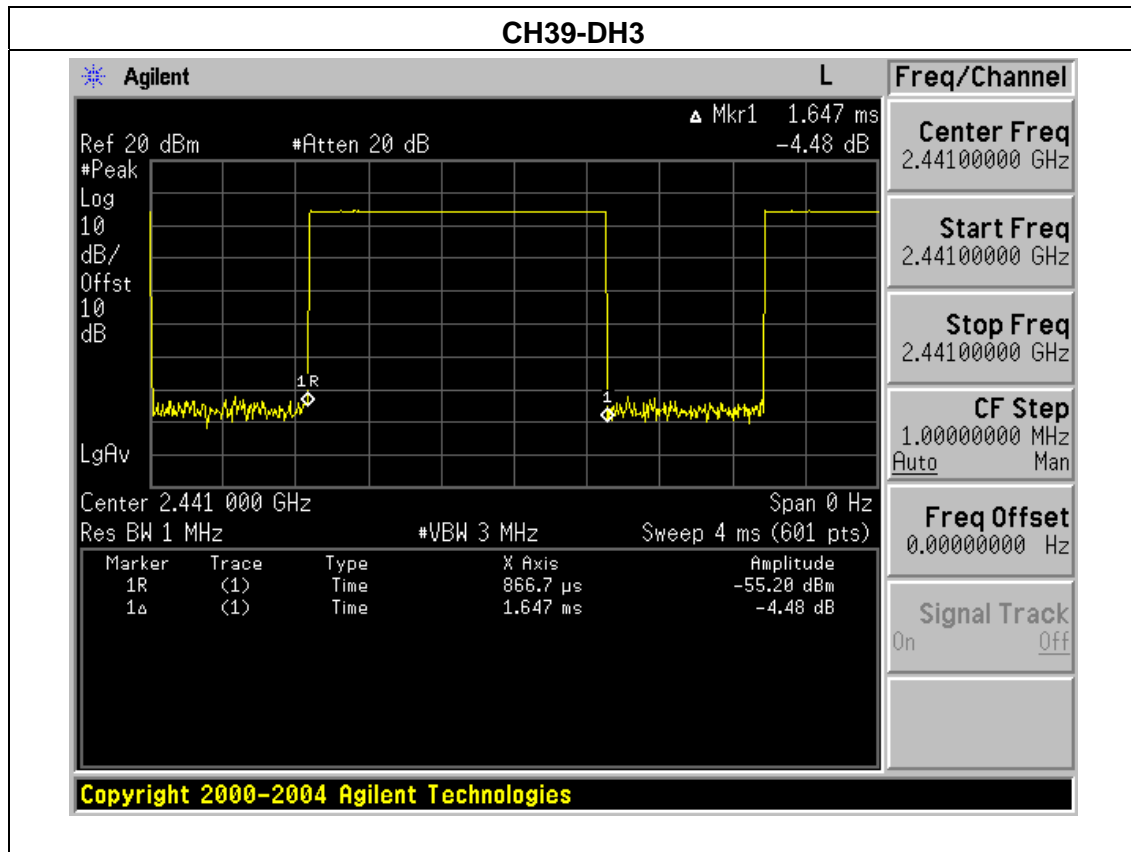 CH39-DH3
Agilent L Freq/Channel
Δ Mkr1 1.647 ms
Ref 20 dBm #Atten 20 dB -4.48 dB
#Peak
Log
10
dB/
Offst
10
dB
1R
1
LgAv
Center 2.441 000 GHz Span 0 Hz
Res BW 1 MHz #VBW 3 MHz Sweep 4 ms (601 pts)
Marker Trace Type X Axis Amplitude
1R (1) Time 866.7 µs -55.20 dBm
1Δ (1) Time 1.647 ms -4.48 dB
Center Freq
2.44100000 GHz
Start Freq
2.44100000 GHz
Stop Freq
2.44100000 GHz
CF Step
1.00000000 MHz
Auto Man
Freq Offset
0.00000000 Hz
Signal Track
On Off
Copyright 2000-2004 Agilent Technologies